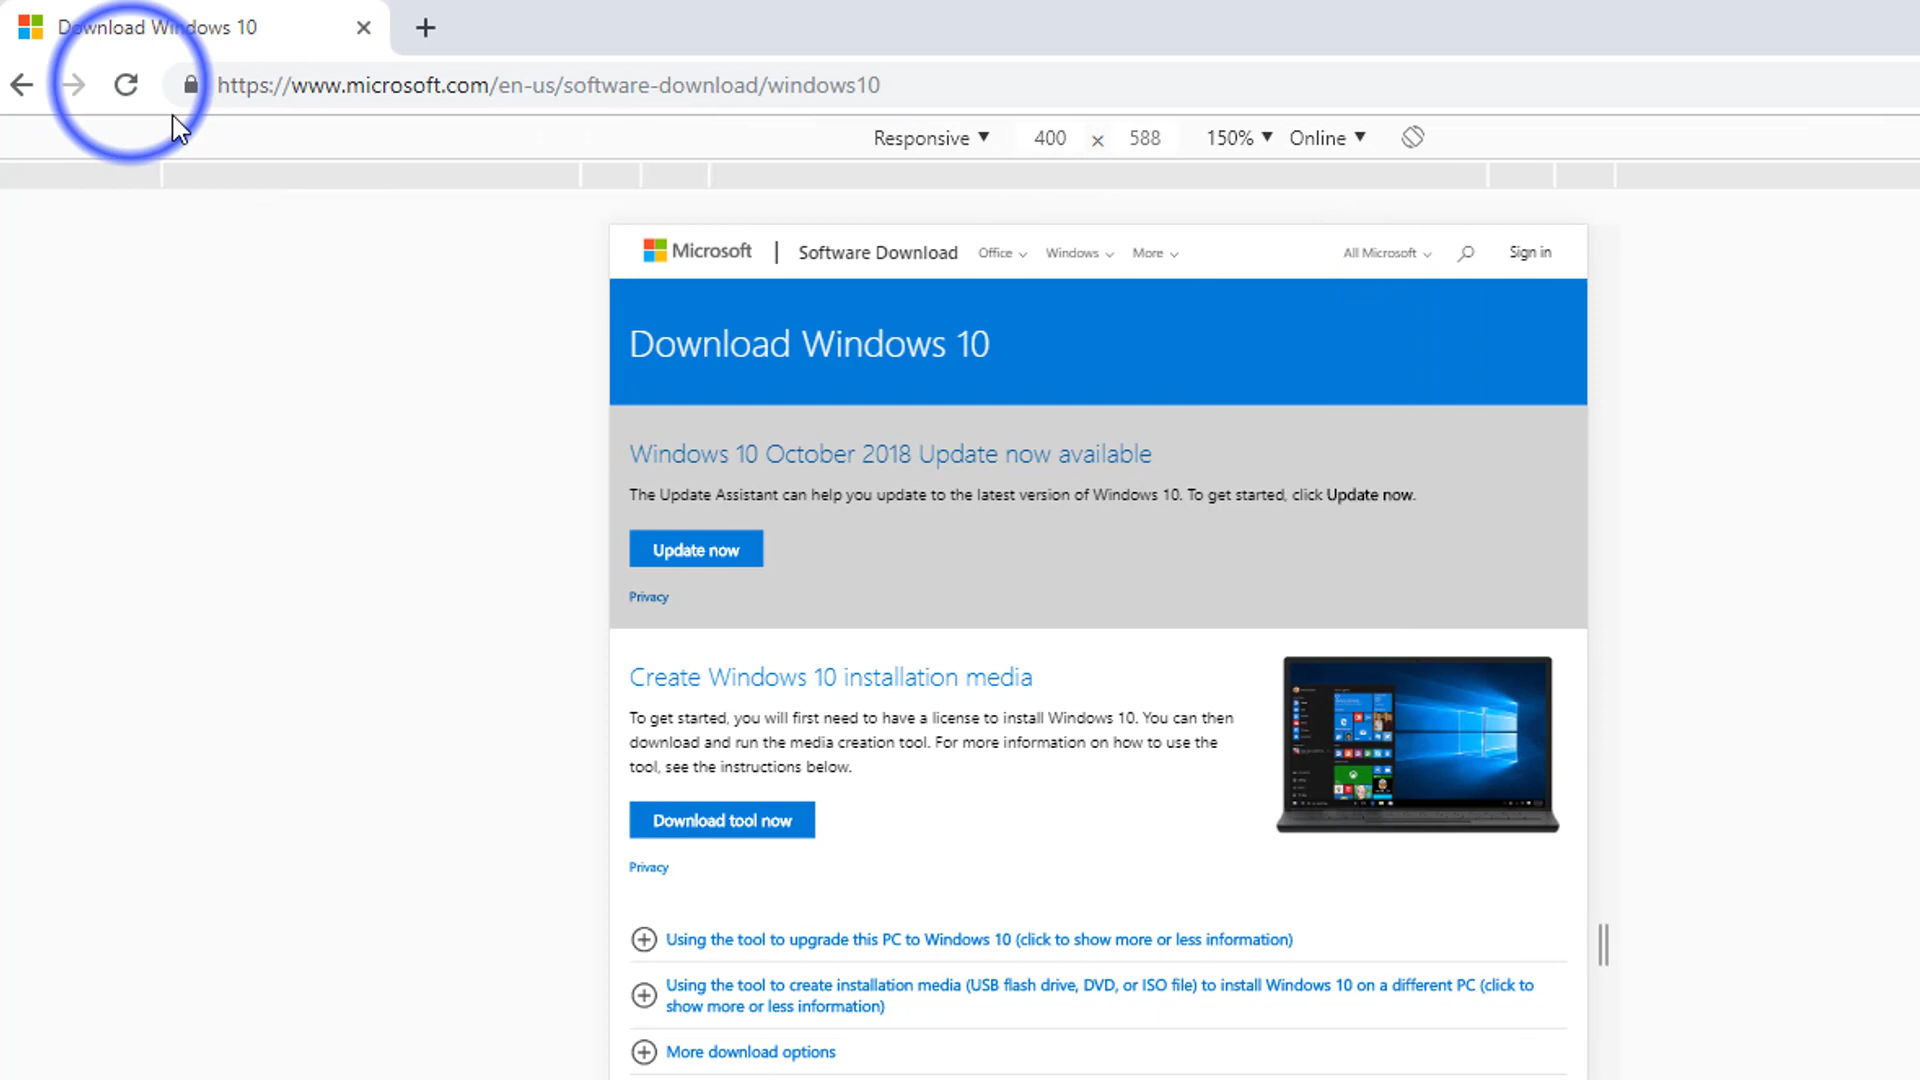 Download Windows 10
https://www.microsoft.com/en-us/software-download/windows10
Responsive 400 x 588 150% Online
Microsoft | Software Download Office Windows More All Microsoft Sign in
Download Windows 10
Windows 10 October 2018 Update now available
The Update Assistant can help you update to the latest version of Windows 10. To get started, click Update now.
Update now
Privacy
Create Windows 10 installation media
To get started, you will first need to have a license to install Windows 10. You can then
download and run the media creation tool. For more information on how to use the
tool, see the instructions below.
Download tool now
Privacy
Using the tool to upgrade this PC to Windows 10 (click to show more or less information)
Using the tool to create installation media (USB flash drive, DVD, or ISO file) to install Windows 10 on a different PC (click to
show more or less information)
More download options